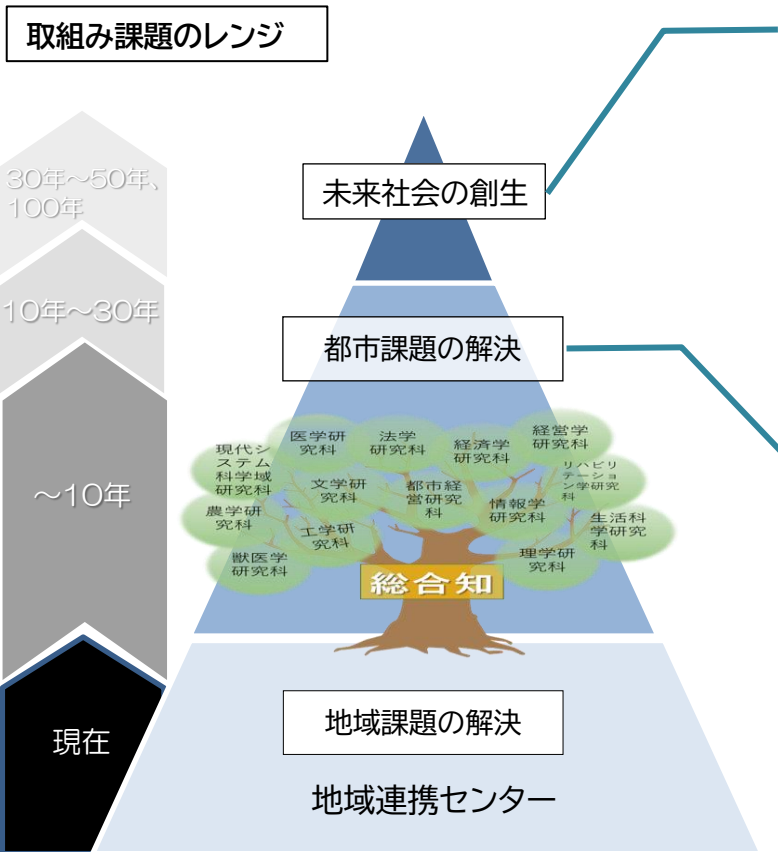 取組み課題のレンジ
30年～50年、
100年
未来社会の創生
10年～30年
都市課題の解決
医学研
究科
法学
研究科
経済学
研究科
経営学
研究科
現代シ
ステム
科学域
研究科
文学研
究科
都市経
営研究
科
情報学
研究科
リハビリ
テーショ
ン学研究
科
～10年
農学研
究科
工学研
究科
生活科
学研究
科
獣医学
研究科
理学研
究科
総合知
地域課題の解決
現在
地域連携センター